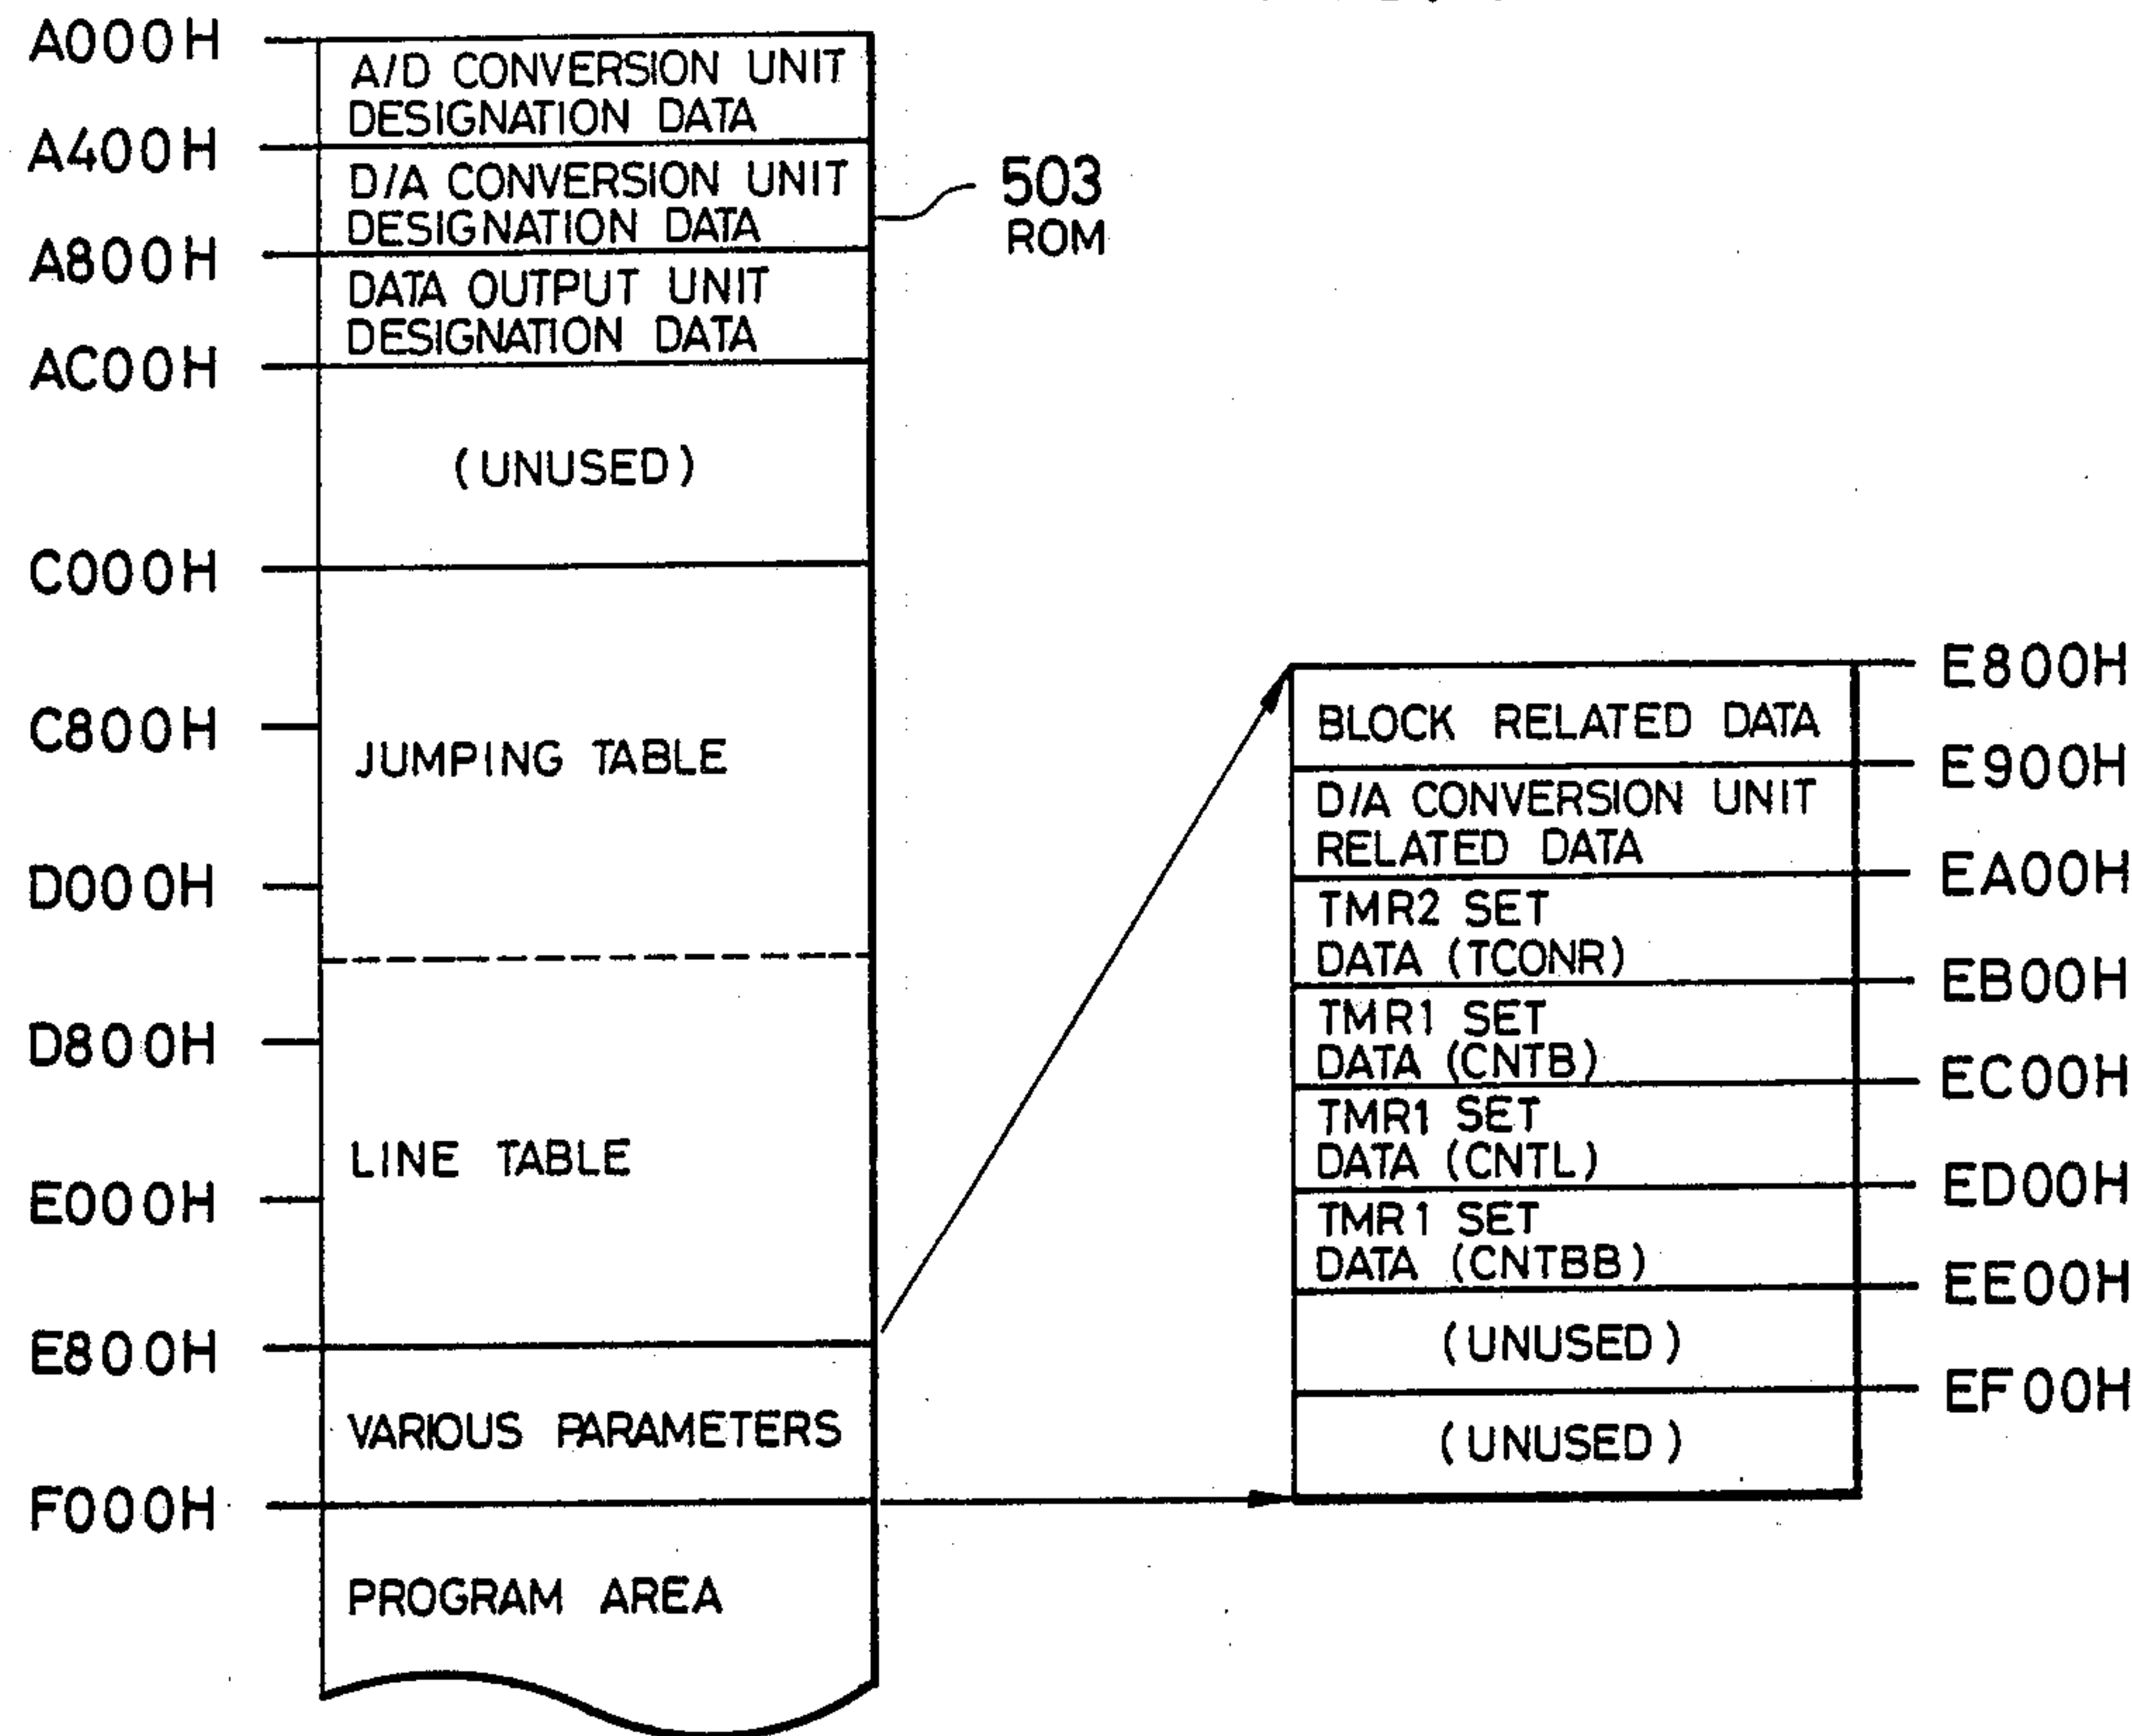 A000H
A/D CONVERSION UNIT
DESIGNATION DATA
A400H
D/A CONVERSION UNIT
DESIGNATION DATA
503
ROM
A800H
DATA OUTPUT UNIT
DESIGNATION DATA
AC00H
(UNUSED)
C000H
C800H
JUMPING TABLE
D000H
D800H
LINE TABLE
E000H
E800H
VARIOUS PARAMETERS
F000H
PROGRAM AREA
E800H
BLOCK RELATED DATA
E900H
D/A CONVERSION UNIT
RELATED DATA
EA00H
TMR2 SET
DATA (TCONR)
EB00H
TMR1 SET
DATA (CNTB)
EC00H
TMR1 SET
DATA (CNTL)
ED00H
TMR1 SET
DATA (CNTBB)
EE00H
(UNUSED)
EF00H
(UNUSED)